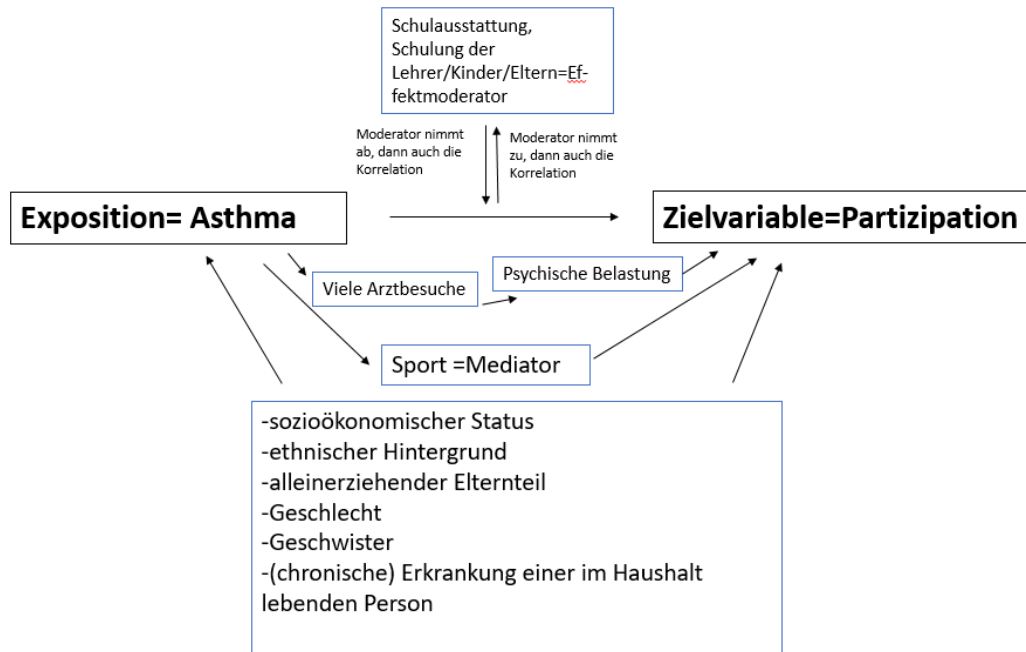 Schulausstattung,
Schulung der
Lehrer/Kinder/Eltern=Ef-
fektmoderator
Moderator nimmt
ab, dann auch die
Korrelation
Moderator nimmt
zu, dann auch die
Korrelation
Exposition= Asthma
Zielvariable=Partizipation
Viele Arztbesuche
Psychische Belastung
Sport =Mediator
-sozioökonomischer Status
-ethnischer Hintergrund
-alleinerziehender Elternteil
-Geschlecht
-Geschwister
-(chronische) Erkrankung einer im Haushalt
lebenden Person